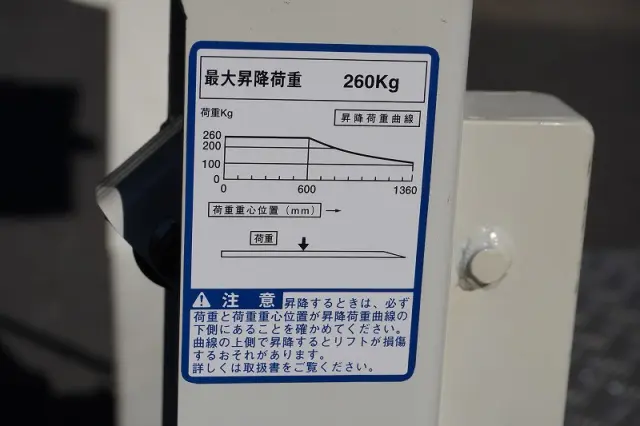 最大昇降荷重 260Kg
荷重Kg
昇降荷重曲線
260
200
100
0
0 600 1360
荷重重心位置（mm）→
荷重
注意 昇降するときは、必ず
荷重と荷重重心位置が昇降荷重曲線の
下側にあることを確かめてください。
曲線の上側で昇降するとリフトが損傷
するおそれがあります。
詳しくは取扱書をご覧ください。